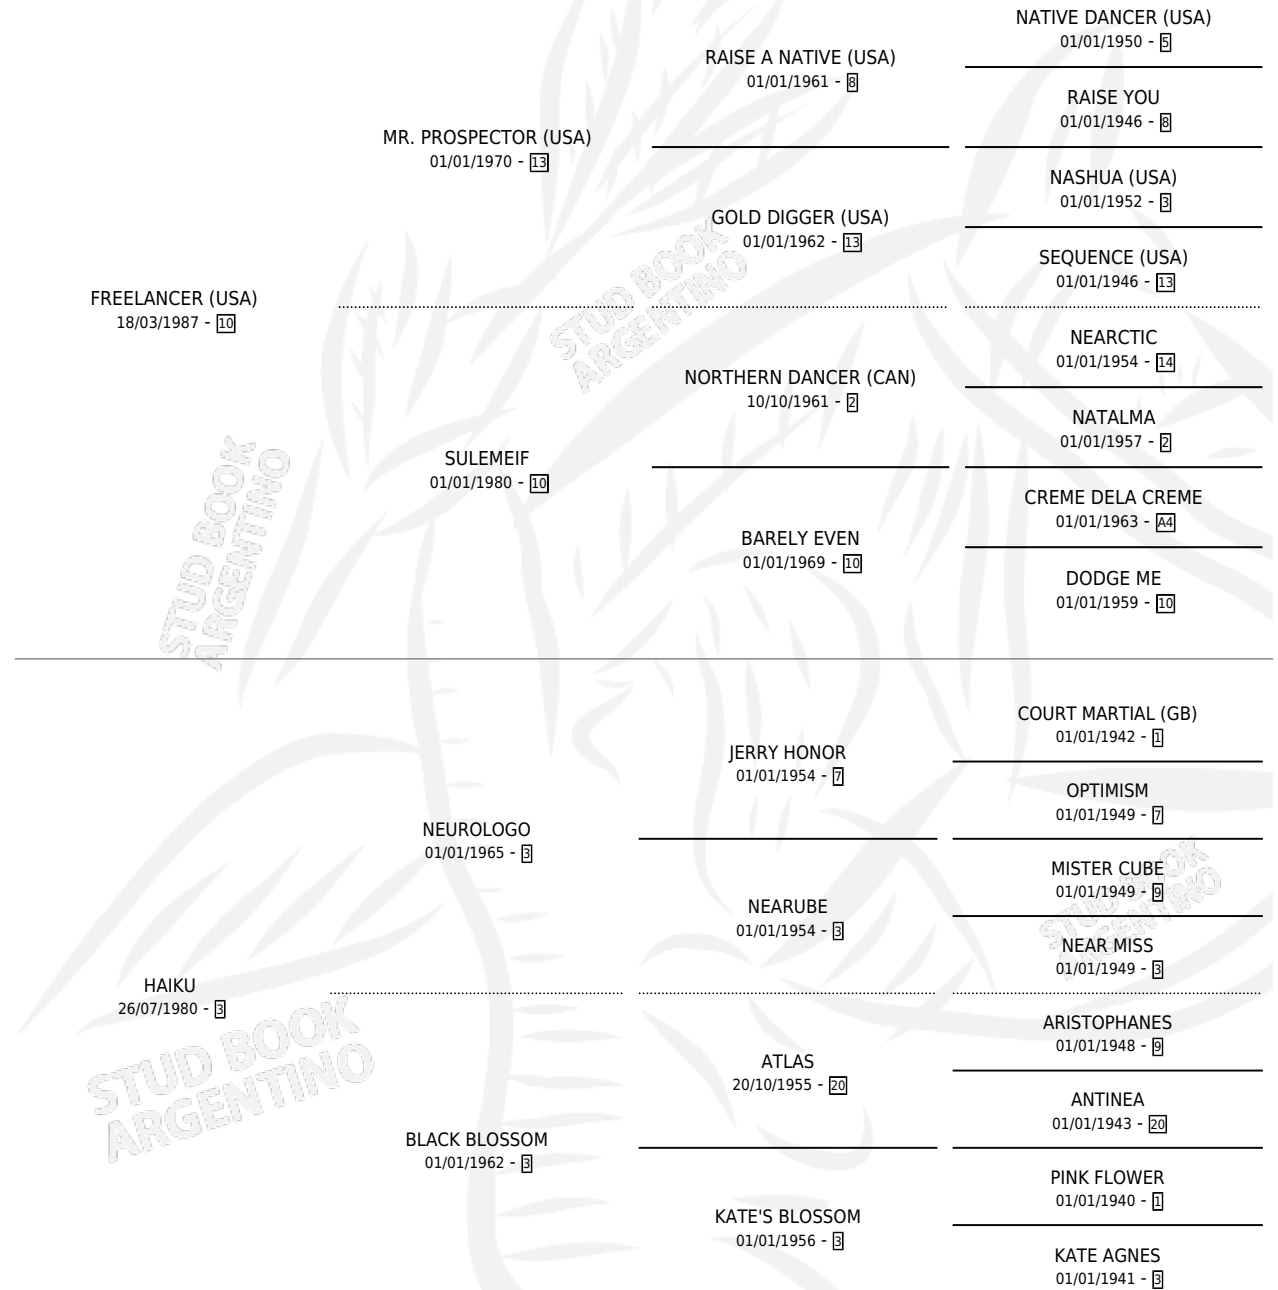 NATIVE DANCER (USA)
01/01/1950 - 5
RAISE A NATIVE (USA)
01/01/1961 - 8
RAISE YOU
01/01/1946 - 8
MR. PROSPECTOR (USA)
01/01/1970 - 13
NASHUA (USA)
01/01/1952 - 3
GOLD DIGGER (USA)
01/01/1962 - 13
SEQUENCE (USA)
01/01/1946 - 13
FREELANCER (USA)
18/03/1987 - 10
NEARCTIC
01/01/1954 - 14
NORTHERN DANCER (CAN)
10/10/1961 - 2
NATALMA
01/01/1957 - 2
SULEMEIF
01/01/1980 - 10
CREME DELA CREME
01/01/1963 - A4
BARELY EVEN
01/01/1969 - 10
DODGE ME
01/01/1959 - 10
COURT MARTIAL (GB)
01/01/1942 - 1
JERRY HONOR
01/01/1954 - 7
OPTIMISM
01/01/1949 - 7
NEUROLOGO
01/01/1965 - 3
MISTER CUBE
01/01/1949 - 9
NEARUBE
01/01/1954 - 3
NEAR MISS
01/01/1949 - 3
HAIKU
26/07/1980 - 3
ARISTOPHANES
01/01/1948 - 9
ATLAS
20/10/1955 - 20
ANTINEA
01/01/1943 - 20
BLACK BLOSSOM
01/01/1962 - 3
PINK FLOWER
01/01/1940 - 1
KATE'S BLOSSOM
01/01/1956 - 3
KATE AGNES
01/01/1941 - 3
STUD BOOK
ARGENTINO
STUD BOOK
ARGENTINO
STUD BOOK
ARGENTINO
STUD BOOK
ARGENTINO